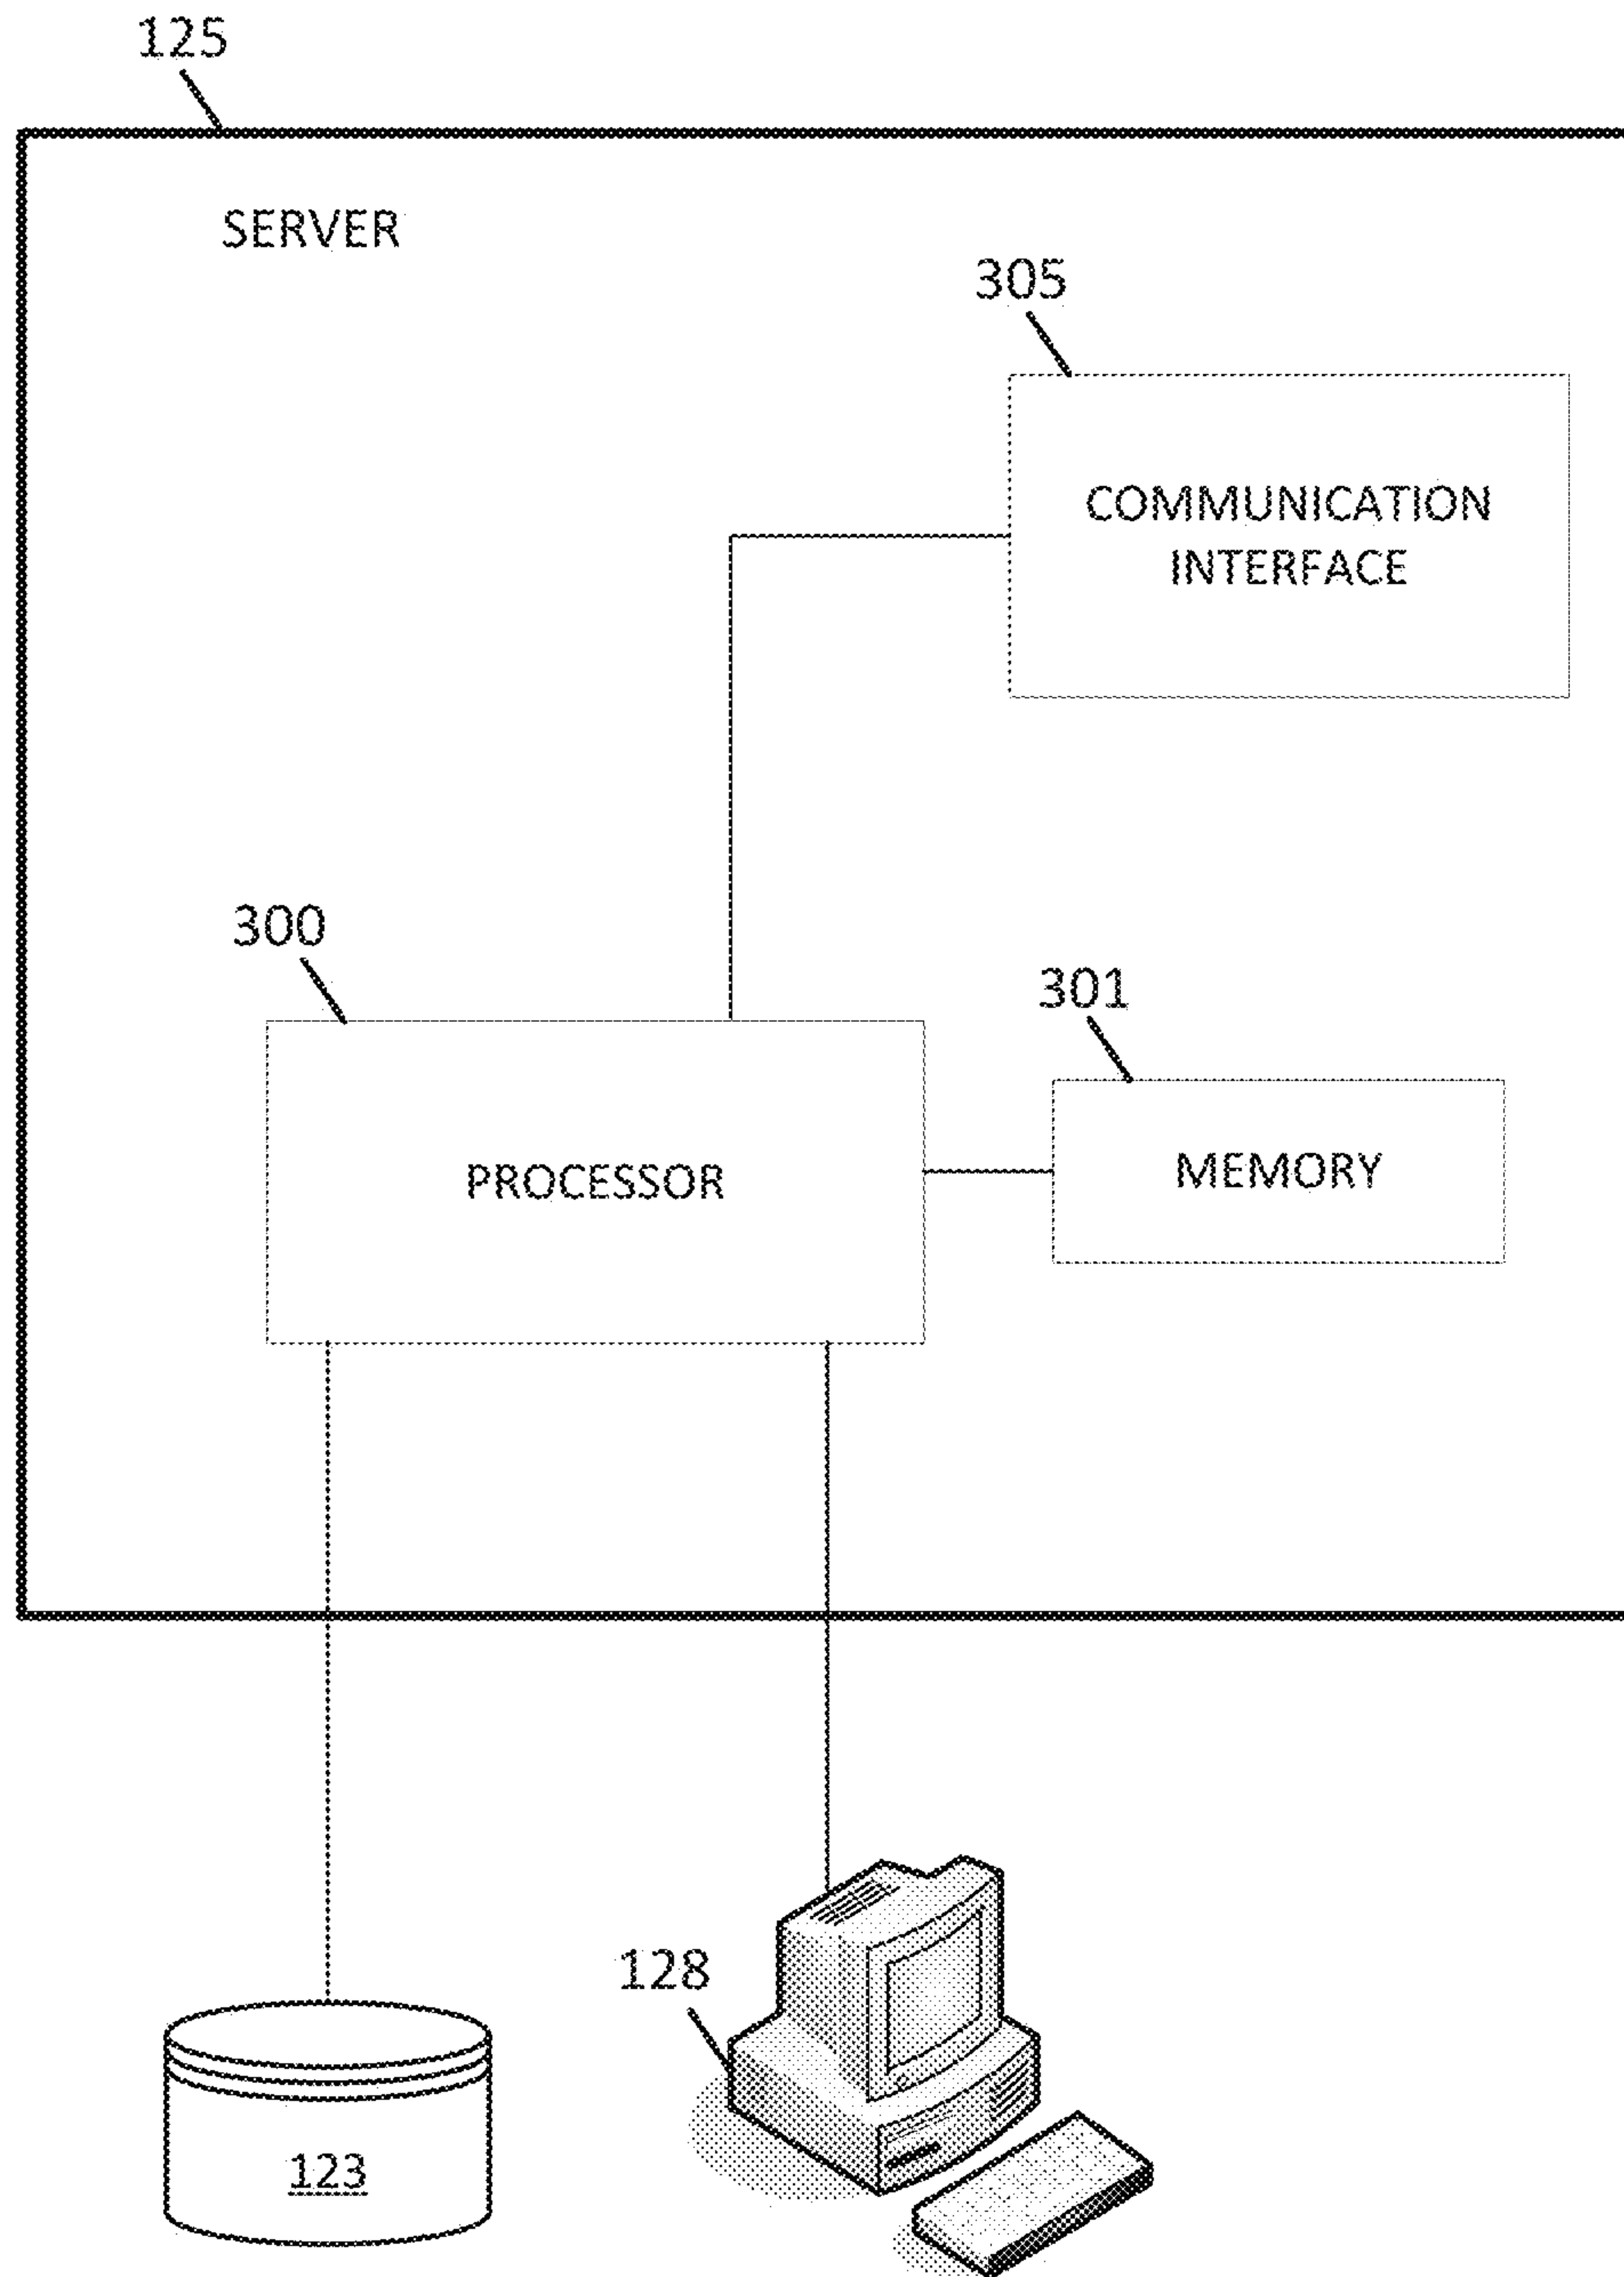 125
SERVER
305
COMMUNICATION
INTERFACE
300
301
PROCESSOR
MEMORY
128
123